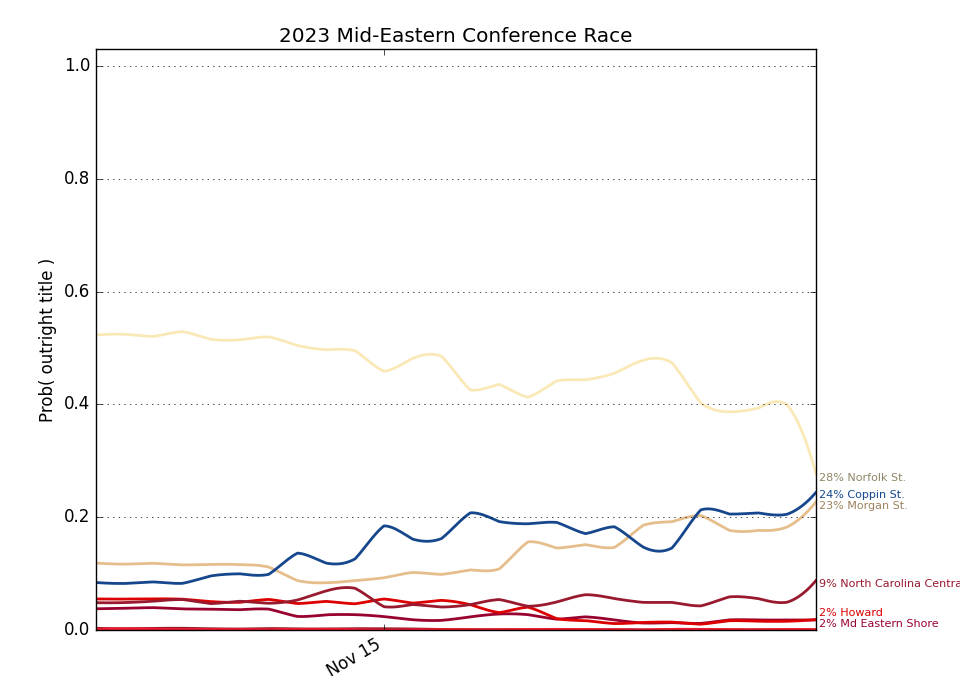 2023 Mid-Eastern Conference Race
Prob( outright title )
1.0
0.8
0.6
0.4
0.2
0.0
Nov 15
28% Norfolk St.
24% Coppin St.
23% Morgan St.
9% North Carolina Centra
2% Howard
2% Md Eastern Shore